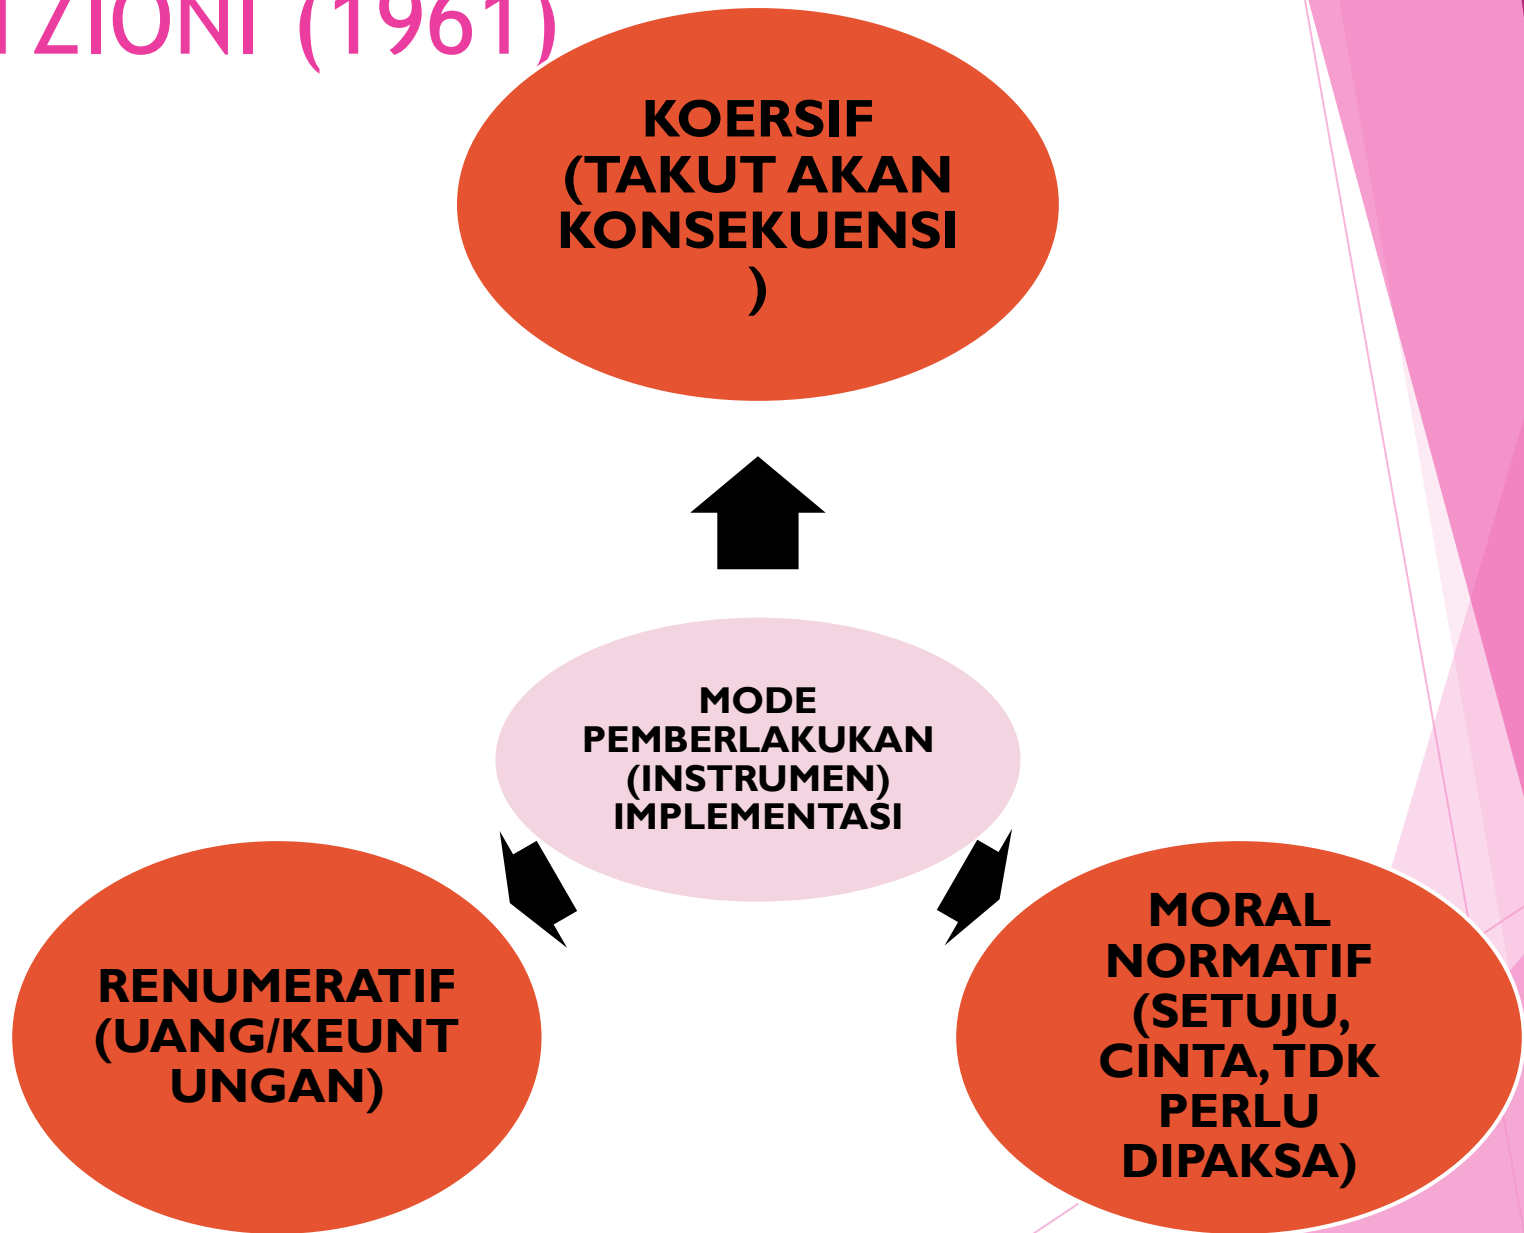 ZIONI (1961)
KOERSIF
(TAKUT AKAN
KONSEKUENSI
)
MODE
PEMBERLAKUKAN
(INSTRUMEN)
IMPLEMENTASI
RENUMERATIF
(UANG/KEUNT
UNGAN)
MORAL
NORMATIF
(SETUJU,
CINTA, TDK
PERLU
DIPAKSA)